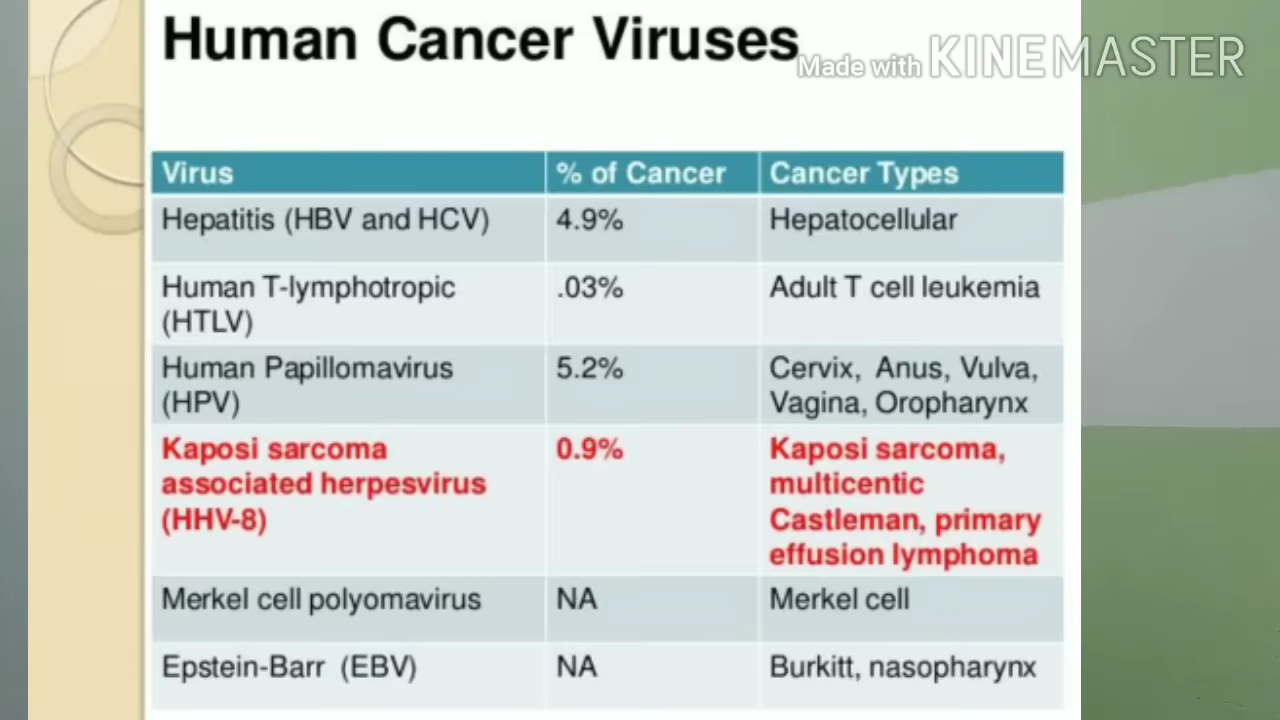 Human Cancer Viruses
Made with KINEMASTER
Virus % of Cancer Cancer Types
Hepatitis (HBV and HCV) 4.9% Hepatocellular
Human T-lymphotropic .03% Adult T cell leukemia
(HTLV)
Human Papillomavirus 5.2% Cervix, Anus, Vulva,
(HPV) Vagina, Oropharynx
Kaposi sarcoma 0.9% Kaposi sarcoma,
associated herpesvirus multicentic
(HHV-8) Castleman, primary
effusion lymphoma
Merkel cell polyomavirus NA Merkel cell
Epstein-Barr (EBV) NA Burkitt, nasopharynx